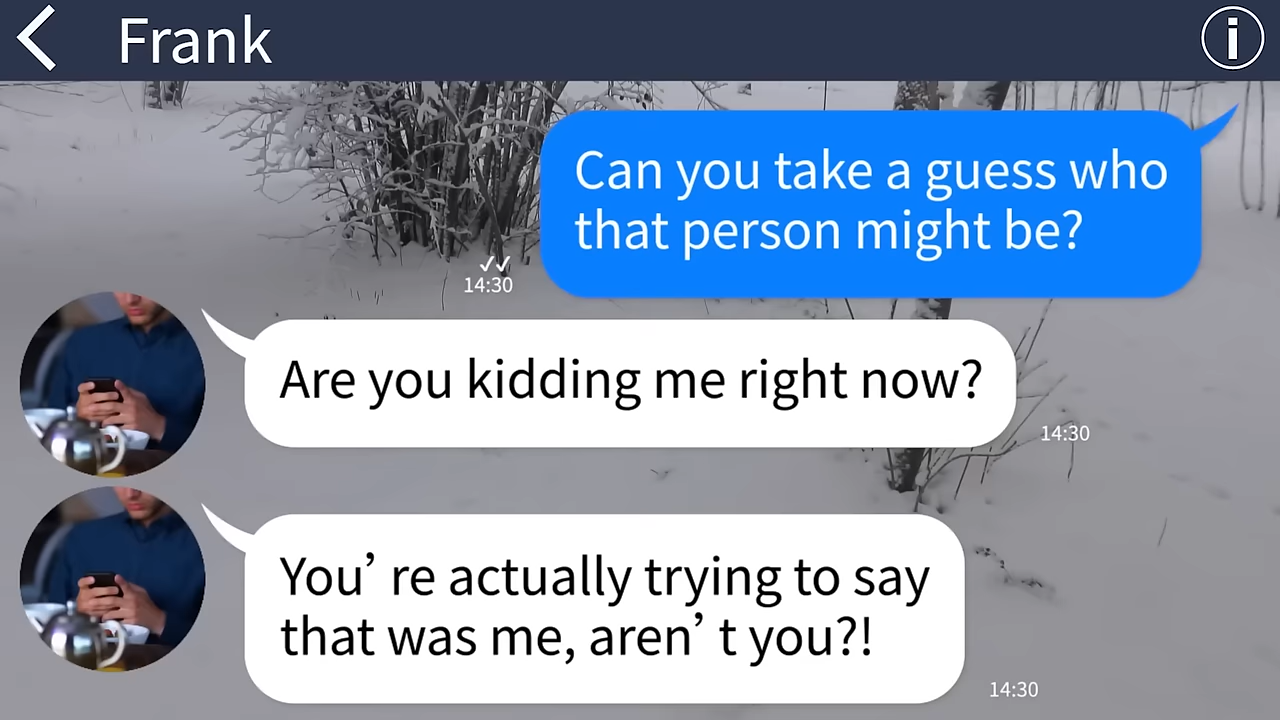 Frank
Can you take a guess who
that person might be?
14:30
Are you kidding me right now?
14:30
You’ re actually trying to say
that was me, aren’ t you?!
14:30